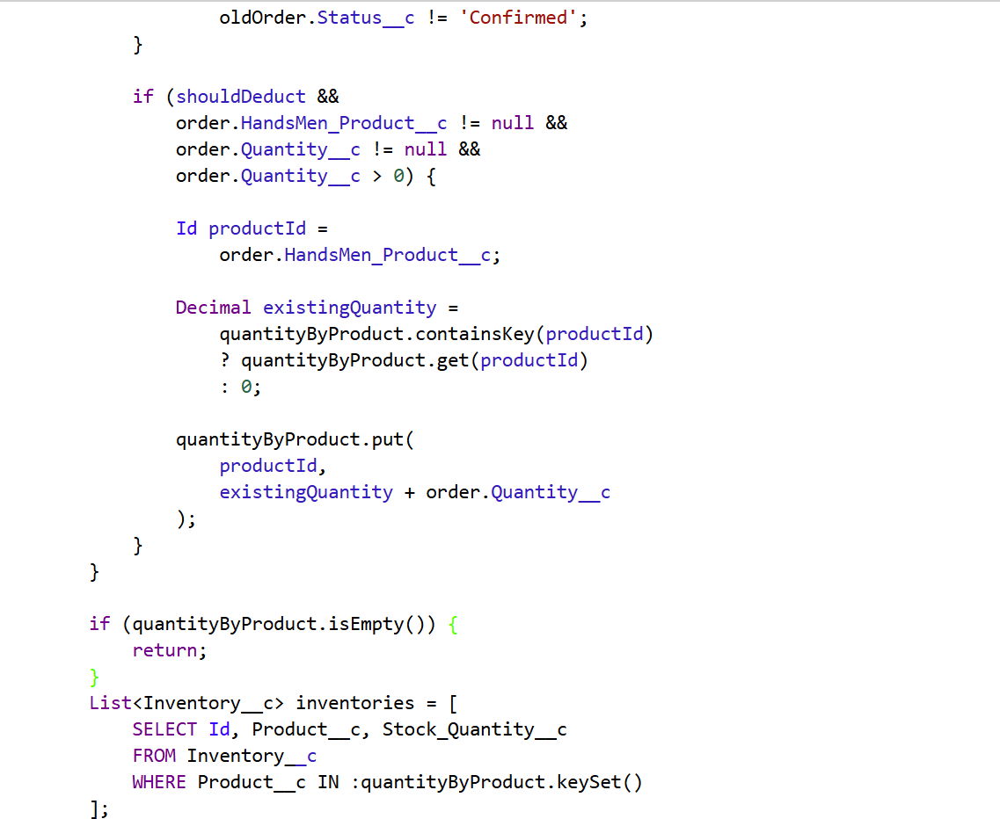 oldOrder.Status__c != 'Confirmed';
}
if (shouldDeduct &&
order.HandsMen_Product__c != null &&
order.Quantity__c != null &&
order.Quantity__c > 0) {
Id productId =
order.HandsMen_Product__c;
Decimal existingQuantity =
quantityByProduct.containsKey(productId)
? quantityByProduct.get(productId)
: 0;
quantityByProduct.put(
productId,
existingQuantity + order.Quantity__c
);
}
}
if (quantityByProduct.isEmpty()) {
return;
}
List<Inventory__c> inventories = [
SELECT Id, Product__c, Stock_Quantity__c
FROM Inventory__c
WHERE Product__c IN :quantityByProduct.keySet()
];